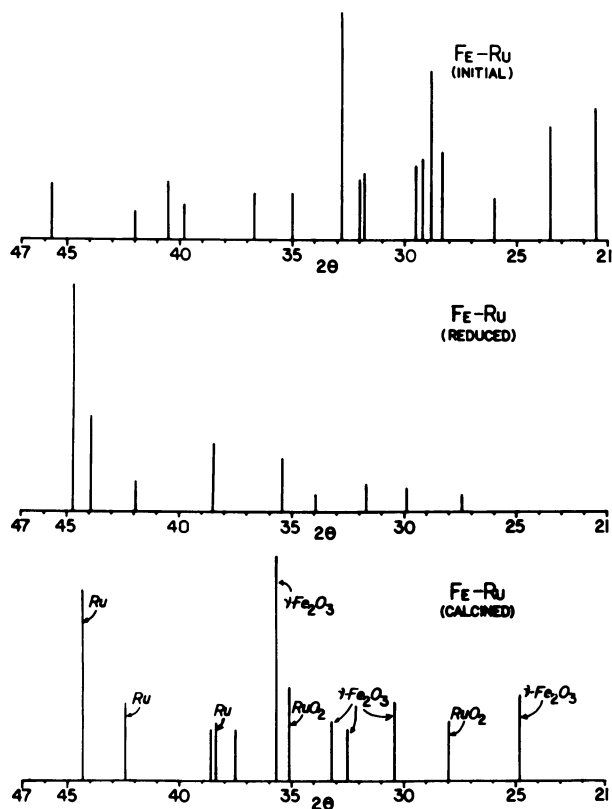 FE-RU
(INITIAL)
47 45 40 35 30 25 21
2θ
FE-RU
(REDUCED)
47 45 40 35 30 25 21
2θ
FE-RU
(CALCINED)
Ru
γ-Fe2O3
Ru
Ru
RuO2
γ-Fe2O3
RuO2
γ-Fe2O3
47 45 40 35 30 25 21
2θ